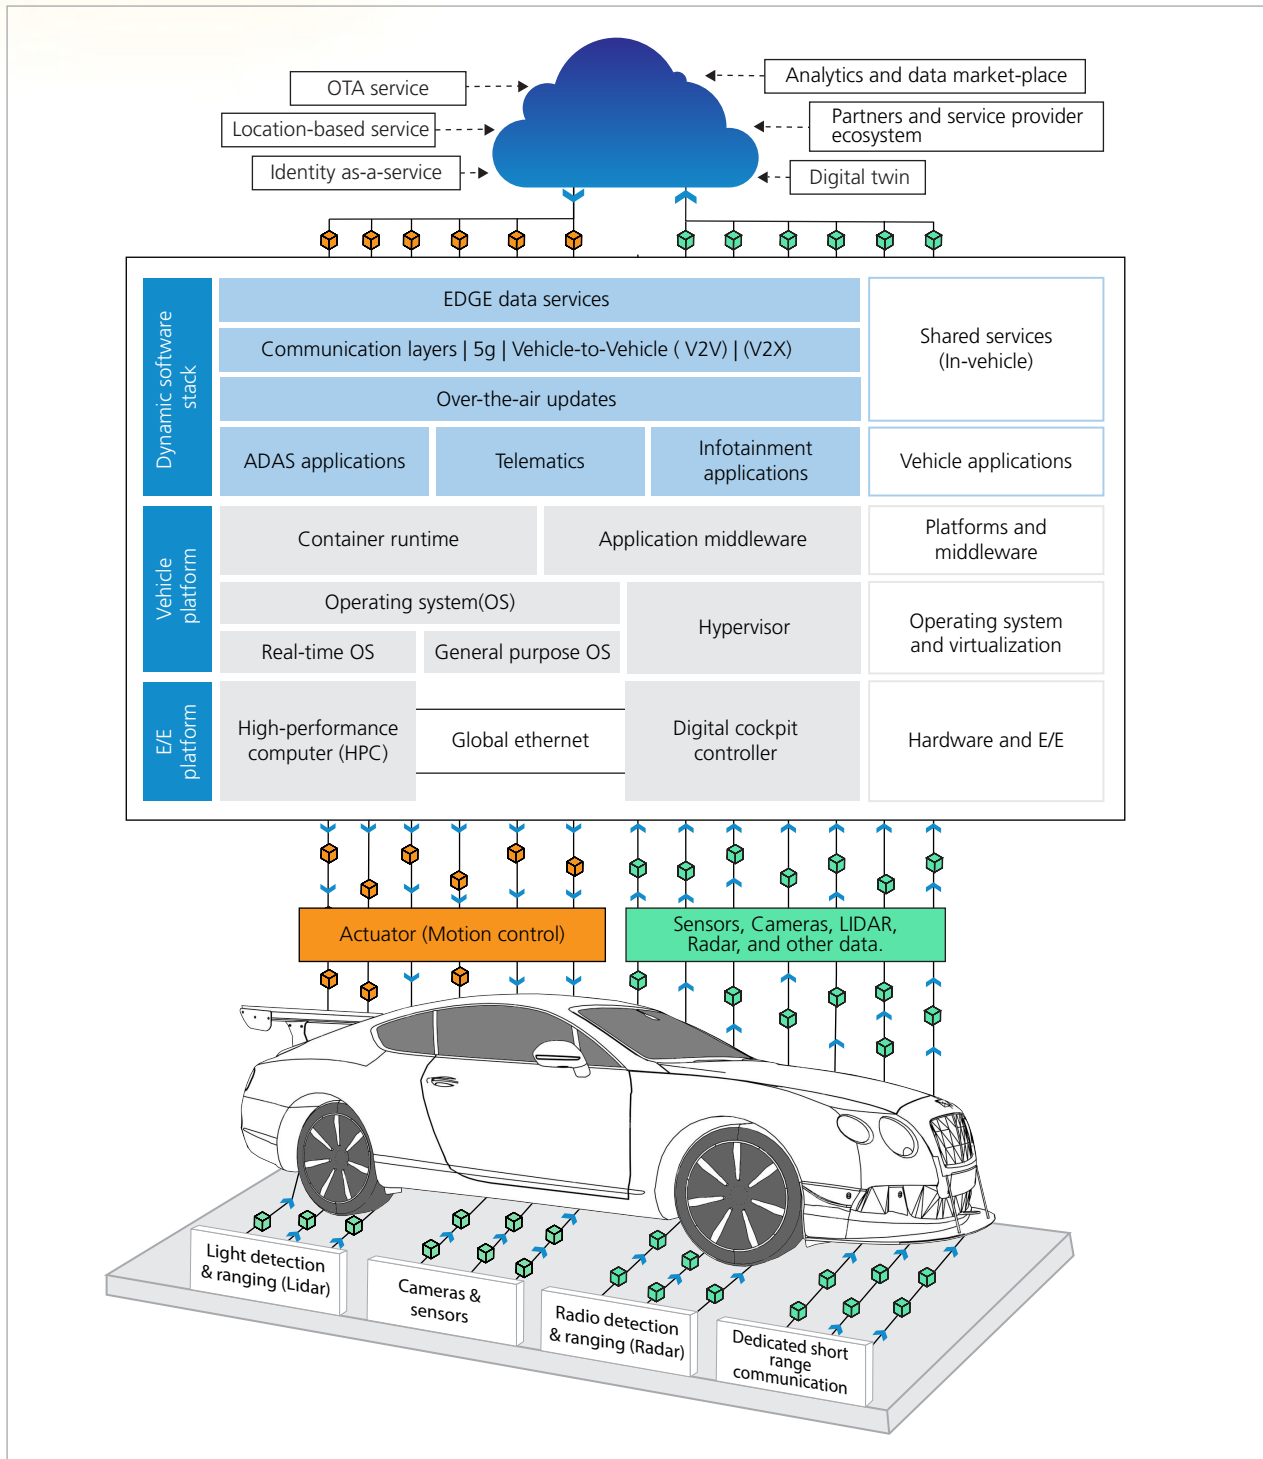 OTA service
Location-based service
Identity as-a-service
Analytics and data market-place
Partners and service provider
ecosystem
Digital twin
Dynamic software
stack
EDGE data services
Communication layers | 5g | Vehicle-to-Vehicle ( V2V) | (V2X)
Over-the-air updates
ADAS applications
Telematics
Infotainment
applications
Shared services
(In-vehicle)
Vehicle applications
Vehicle
platform
Container runtime
Application middleware
Platforms and
middleware
Operating system(OS)
Real-time OS
General purpose OS
Hypervisor
Operating system
and virtualization
E/E
platform
High-performance
computer (HPC)
Global ethernet
Digital cockpit
controller
Hardware and E/E
Actuator (Motion control)
Sensors, Cameras, LIDAR,
Radar, and other data.
Light detection
& ranging (Lidar)
Cameras &
sensors
Radio detection
& ranging (Radar)
Dedicated short
range
communication